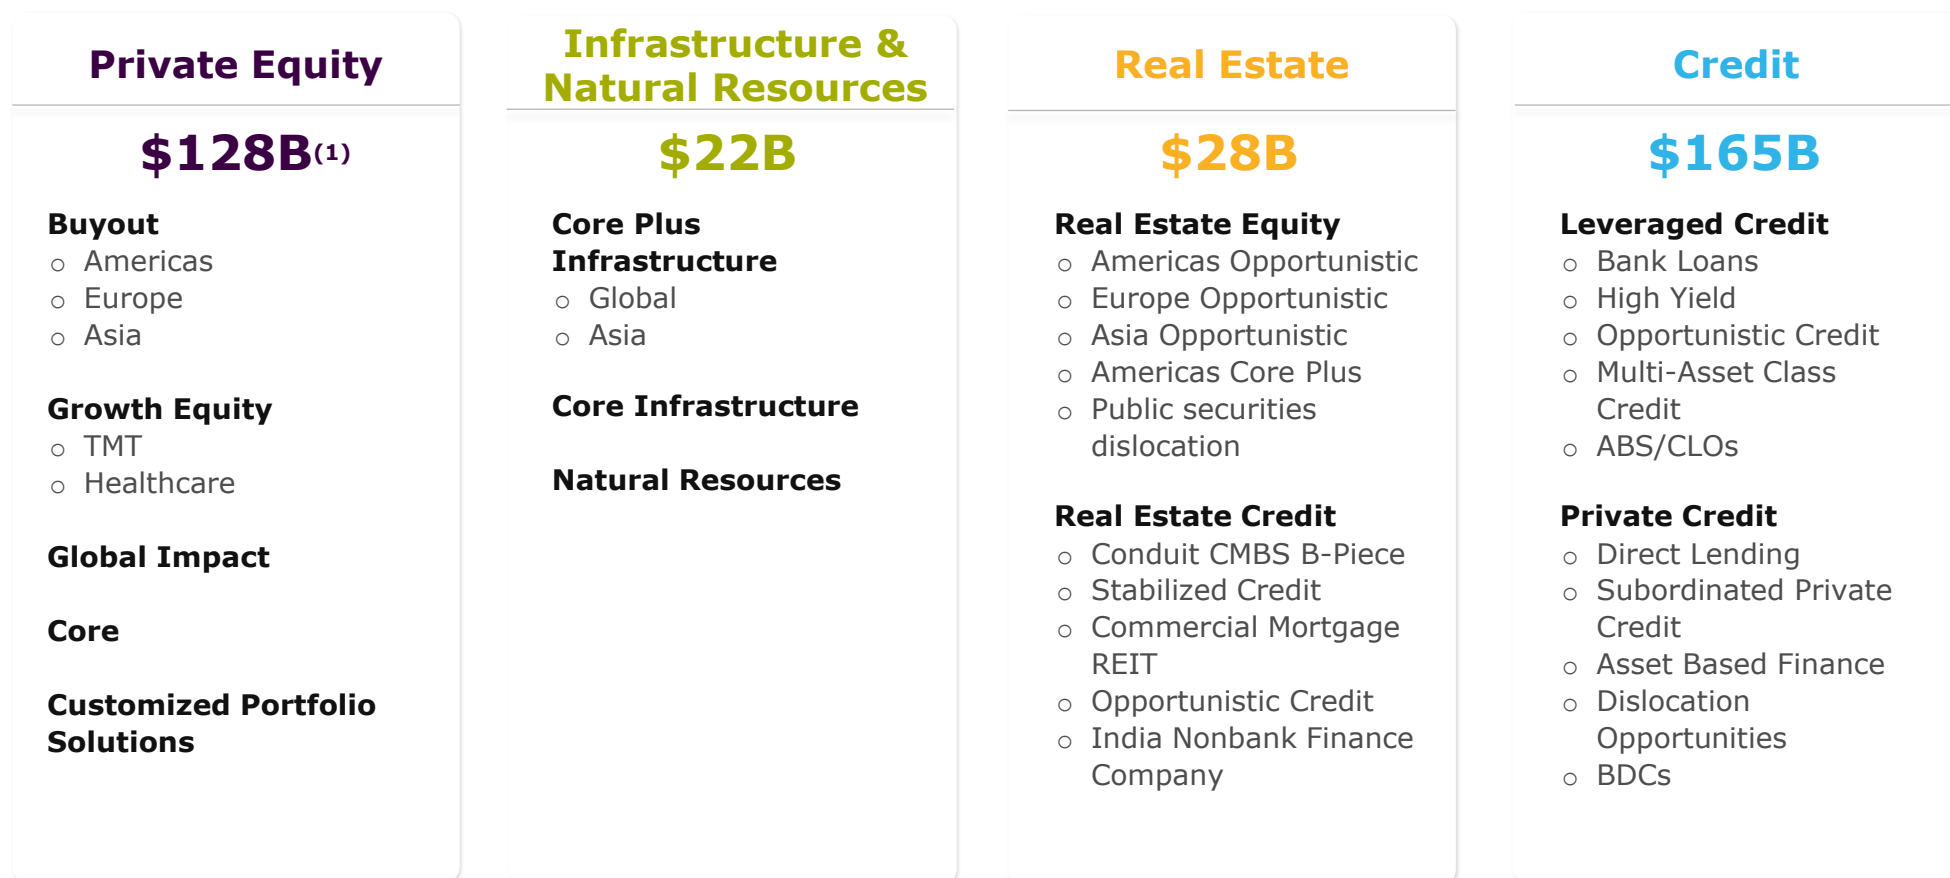 Private Equity
$128B(1)
Buyout
○ Americas
○ Europe
○ Asia
Growth Equity
○ TMT
○ Healthcare
Global Impact
Core
Customized Portfolio
Solutions
Infrastructure &
Natural Resources
$22B
Core Plus
Infrastructure
○ Global
○ Asia
Core Infrastructure
Natural Resources
Real Estate
$28B
Real Estate Equity
○ Americas Opportunistic
○ Europe Opportunistic
○ Asia Opportunistic
○ Americas Core Plus
○ Public securities
dislocation
Real Estate Credit
○ Conduit CMBS B-Piece
○ Stabilized Credit
○ Commercial Mortgage
REIT
○ Opportunistic Credit
○ India Nonbank Finance
Company
Credit
$165B
Leveraged Credit
○ Bank Loans
○ High Yield
○ Opportunistic Credit
○ Multi-Asset Class
Credit
○ ABS/CLOs
Private Credit
○ Direct Lending
○ Subordinated Private
Credit
○ Asset Based Finance
○ Dislocation
Opportunities
○ BDCs